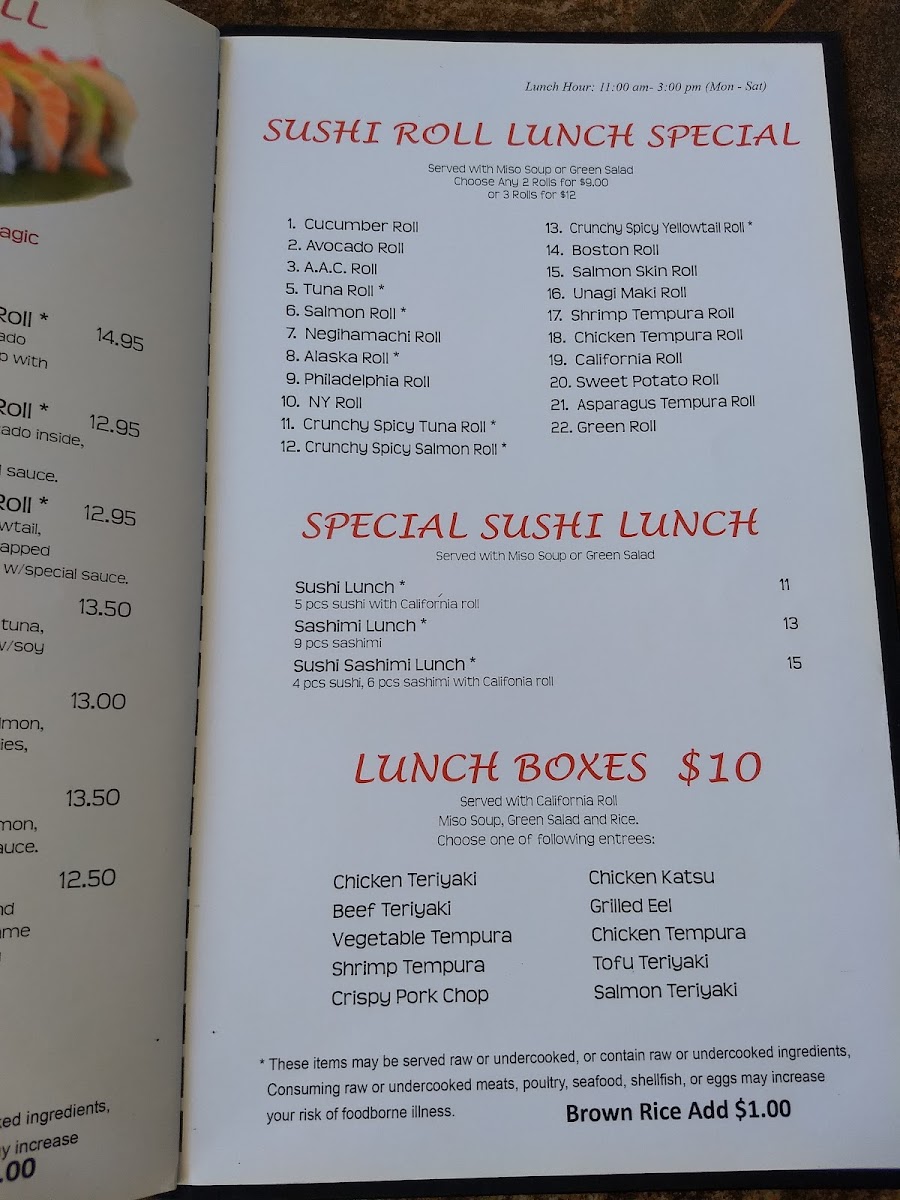 LL
agic
Roll *
ado
p with
14.95
Roll *
cado inside,
12.95
sauce.
Roll *
wtail,
apped
w/special sauce.
12.95
13.50
tuna,
w/soy
13.00
lmon,
ies,
13.50
mon,
auce.
12.50
nd
ame
ked ingredients,
ay increase
.00
Lunch Hour: 11:00 am- 3:00 pm (Mon - Sat)
SUSHI ROLL LUNCH SPECIAL
Served with Miso Soup or Green Salad
Choose Any 2 Rolls for $9.00
or 3 Rolls for $12
1. Cucumber Roll
2. Avocado Roll
3. A.A.C. Roll
5. Tuna Roll *
6. Salmon Roll *
7. Negihamachi Roll
8. Alaska Roll *
9. Philadelphia Roll
10. NY Roll
11. Crunchy Spicy Tuna Roll *
12. Crunchy Spicy Salmon Roll *
13. Crunchy Spicy Yellowtail Roll *
14. Boston Roll
15. Salmon Skin Roll
16. Unagi Maki Roll
17. Shrimp Tempura Roll
18. Chicken Tempura Roll
19. California Roll
20. Sweet Potato Roll
21. Asparagus Tempura Roll
22. Green Roll
SPECIAL SUSHI LUNCH
Served with Miso Soup or Green Salad
Sushi Lunch * 11
5 pcs sushi with California roll
Sashimi Lunch * 13
9 pcs sashimi
Sushi Sashimi Lunch * 15
4 pcs sushi, 6 pcs sashimi with Califonia roll
LUNCH BOXES $10
Served with California Roll
Miso Soup, Green Salad and Rice.
Choose one of following entrees:
Chicken Teriyaki
Beef Teriyaki
Vegetable Tempura
Shrimp Tempura
Crispy Pork Chop
Chicken Katsu
Grilled Eel
Chicken Tempura
Tofu Teriyaki
Salmon Teriyaki
* These items may be served raw or undercooked, or contain raw or undercooked ingredients,
Consuming raw or undercooked meats, poultry, seafood, shellfish, or eggs may increase
your risk of foodborne illness.
Brown Rice Add $1.00